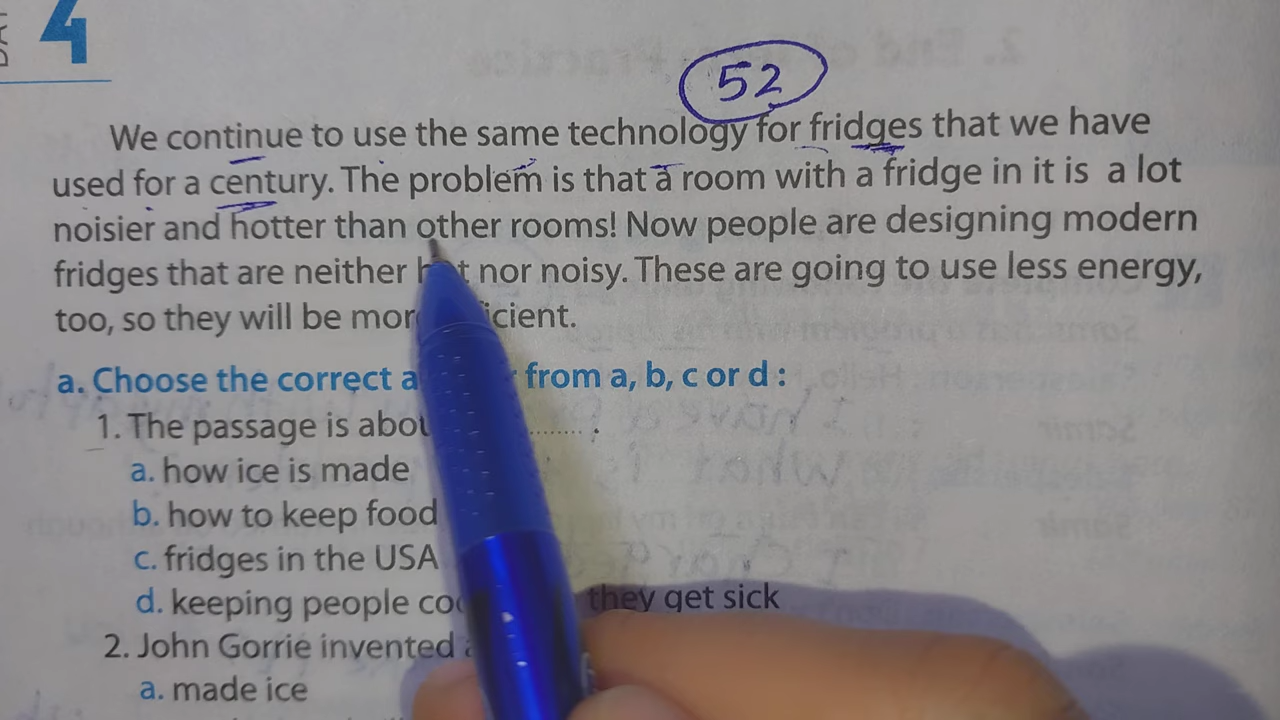 DAY 4
52
We continue to use the same technology for fridges that we have
used for a century. The problem is that a room with a fridge in it is a lot
noisier and hotter than other rooms! Now people are designing modern
fridges that are neither nor noisy. These are going to use less energy,
too, so they will be
a. Choose the correct from a, b, c or d :
1. The passage is .......... .
a. how ice is made
b. how to keep food
c. fridges in the USA
d. keeping people they get sick
2. John Gorrie invented
a. made ice